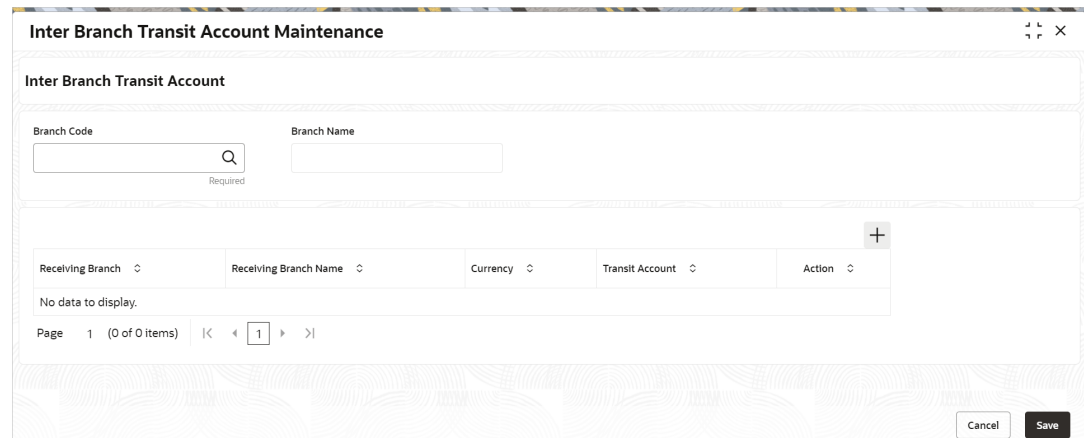 Inter Branch Transit Account Maintenance
Inter Branch Transit Account
Branch Code Branch Name
Required
Receiving Branch Receiving Branch Name Currency Transit Account Action
No data to display.
Page 1 (0 of 0 items) 1
Cancel Save